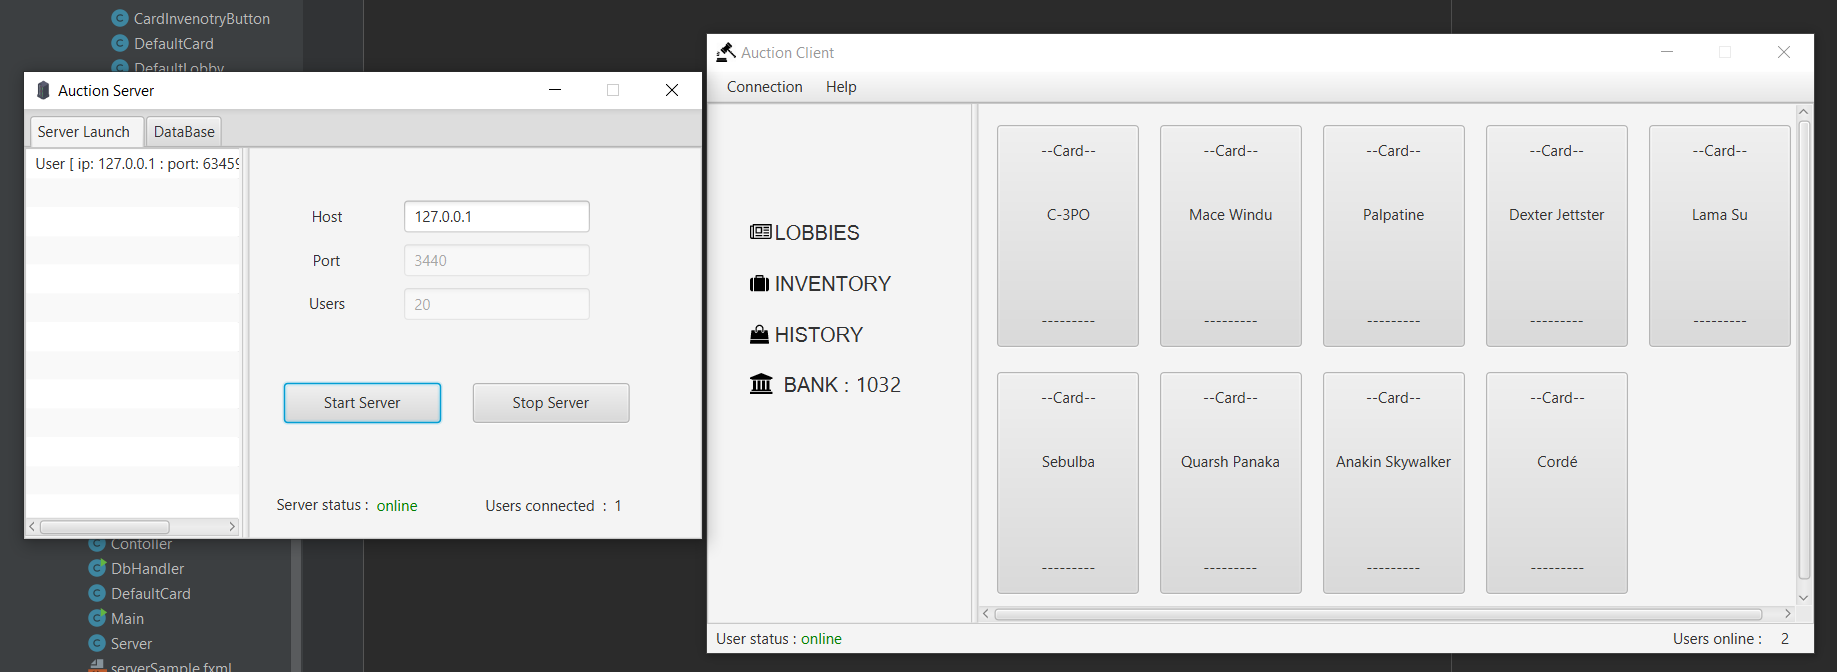 CardInvenotryButton
DefaultCard
DefaultLobby
Auction Server
Server Launch
DataBase
User [ ip: 127.0.0.1 : port: 63459
Host
127.0.0.1
Port
3440
Users
20
Start Server
Stop Server
Server status : online
Users connected : 1
Contoller
DbHandler
DefaultCard
Main
Server
serverSample.fxml
Auction Client
Connection
Help
LOBBIES
INVENTORY
HISTORY
BANK : 1032
--Card--
C-3PO
---------
--Card--
Mace Windu
---------
--Card--
Palpatine
---------
--Card--
Dexter Jettster
---------
--Card--
Lama Su
---------
--Card--
Sebulba
---------
--Card--
Quarsh Panaka
---------
--Card--
Anakin Skywalker
---------
--Card--
Cordé
---------
User status : online
Users online : 2